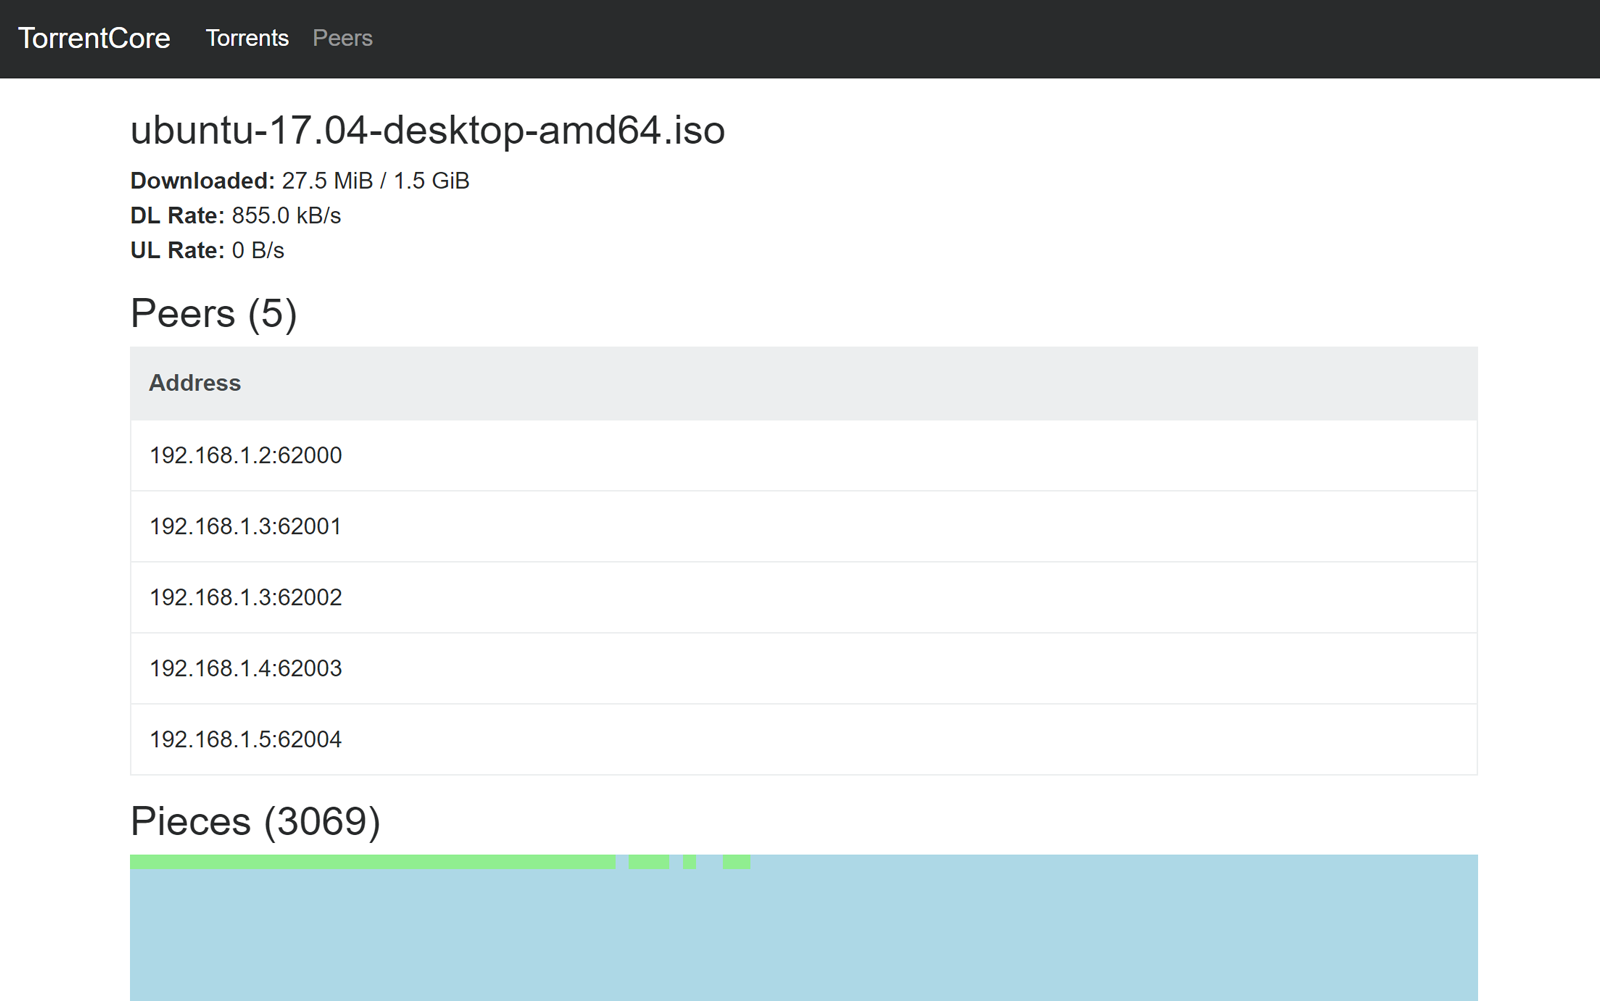 TorrentCore Torrents Peers
ubuntu-17.04-desktop-amd64.iso
Downloaded: 27.5 MiB / 1.5 GiB
DL Rate: 855.0 kB/s
UL Rate: 0 B/s
Peers (5)
Address
192.168.1.2:62000
192.168.1.3:62001
192.168.1.3:62002
192.168.1.4:62003
192.168.1.5:62004
Pieces (3069)